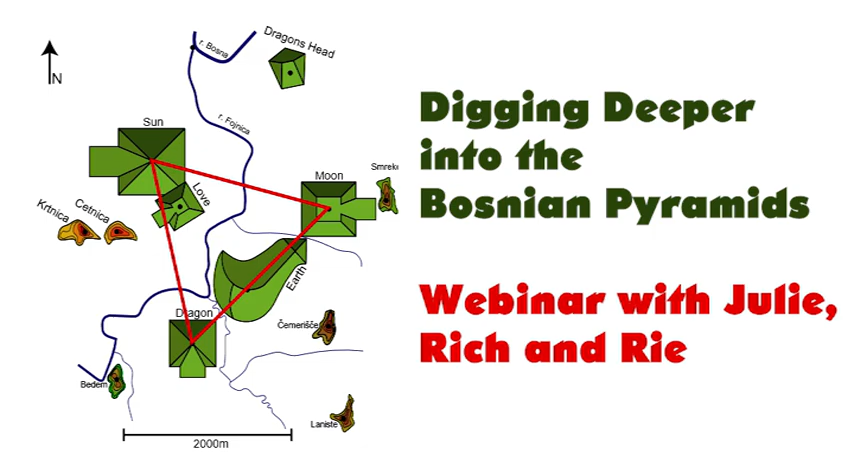 Digging Deeper
into the
Bosnian Pyramids
Webinar with Julie,
Rich and Rie
N
r. Bosna
Dragons Head
r. Fojnica
Sun
Moon
Love
Krtnica
Cetnica
Earth
Dragon
Čemerišće
Bedem
Laniste
2000m